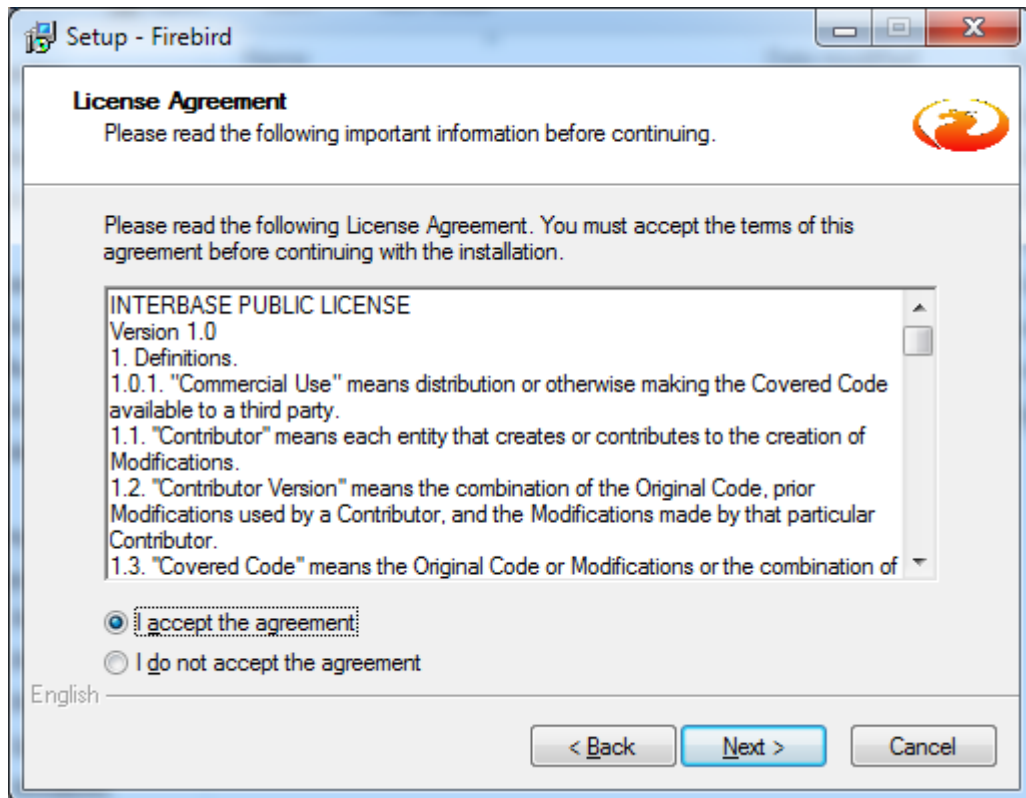 Setup - Firebird
License Agreement
Please read the following important information before continuing.
Please read the following License Agreement. You must accept the terms of this
agreement before continuing with the installation.
INTERBASE PUBLIC LICENSE
Version 1.0
1. Definitions.
1.0.1. "Commercial Use" means distribution or otherwise making the Covered Code
available to a third party.
1.1. "Contributor" means each entity that creates or contributes to the creation of
Modifications.
1.2. "Contributor Version" means the combination of the Original Code, prior
Modifications used by a Contributor, and the Modifications made by that particular
Contributor.
1.3. "Covered Code" means the Original Code or Modifications or the combination of
I accept the agreement
I do not accept the agreement
English
< Back Next > Cancel